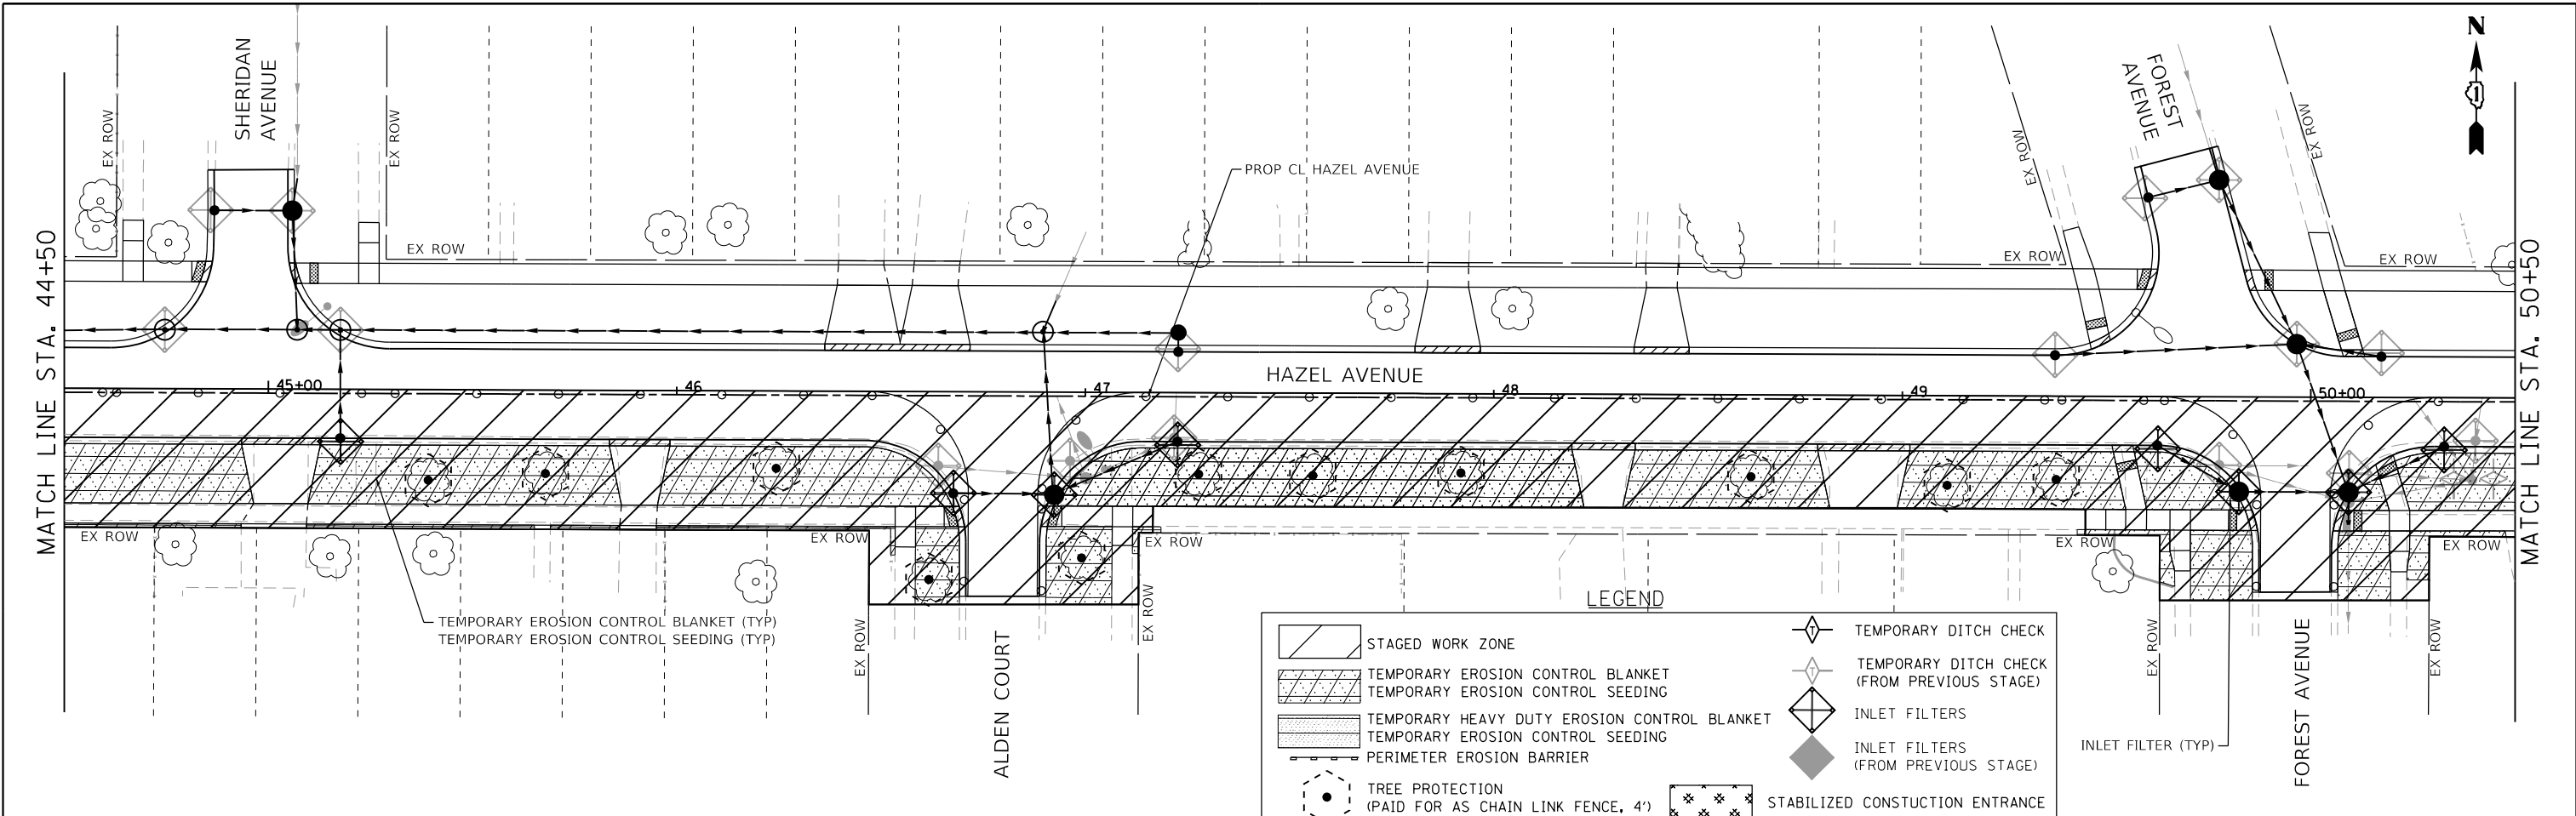 N
SHERIDAN
AVENUE
FOREST
AVENUE
EX ROW
EX ROW
EX ROW
EX ROW
PROP CL HAZEL AVENUE
EX ROW
EX ROW
EX ROW
MATCH LINE STA. 44+50
MATCH LINE STA. 50+50
HAZEL AVENUE
45+00
46
47
48
49
50+00
EX ROW
EX ROW
EX ROW
EX ROW
EX ROW
TEMPORARY EROSION CONTROL BLANKET (TYP)
TEMPORARY EROSION CONTROL SEEDING (TYP)
EX ROW
ALDEN COURT
EX ROW
EX ROW
FOREST AVENUE
EX ROW
INLET FILTER (TYP)
LEGEND
STAGED WORK ZONE
TEMPORARY EROSION CONTROL BLANKET
TEMPORARY EROSION CONTROL SEEDING
TEMPORARY HEAVY DUTY EROSION CONTROL BLANKET
TEMPORARY EROSION CONTROL SEEDING
PERIMETER EROSION BARRIER
TREE PROTECTION
(PAID FOR AS CHAIN LINK FENCE, 4')
T
TEMPORARY DITCH CHECK
T
TEMPORARY DITCH CHECK
(FROM PREVIOUS STAGE)
INLET FILTERS
INLET FILTERS
(FROM PREVIOUS STAGE)
STABILIZED CONSTUCTION ENTRANCE